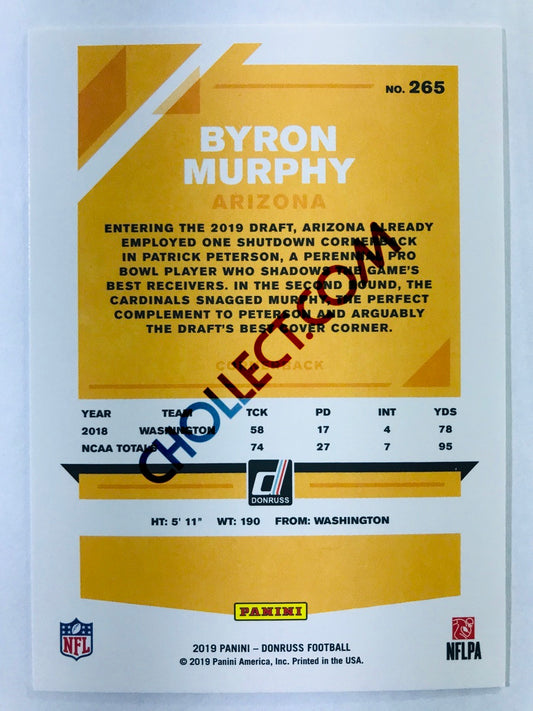 NO. 265
BYRON
MURPHY
ARIZONA
ENTERING THE 2019 DRAFT, ARIZONA ALREADY
EMPLOYED ONE SHUTDOWN CORNERBACK
IN PATRICK PETERSON, A PERENNIAL PRO
BOWL PLAYER WHO SHADOWS THE GAME'S
BEST RECEIVERS. IN THE SECOND ROUND, THE
CARDINALS SNAGGED MURPHY, THE PERFECT
COMPLEMENT TO PETERSON AND ARGUABLY
THE DRAFT'S BEST COVER CORNER.
CORNERBACK
CHOLLECT.COM
YEAR TEAM TCK PD INT YDS
2018 WASHINGTON 58 17 4 78
NCAA TOTALS 74 27 7 95
DONRUSS
HT: 5' 11" WT: 190 FROM: WASHINGTON
PANINI
NFL
2019 PANINI – DONRUSS FOOTBALL
© 2019 Panini America, Inc. Printed in the USA.
NFLPA